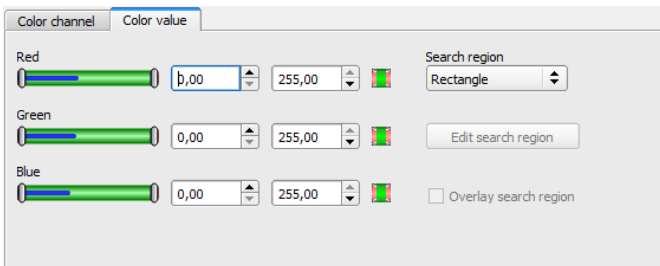 Color channel Color value
Red Search region
0,00 255,00 Rectangle
Green
0,00 255,00 Edit search region
Blue
0,00 255,00 Overlay search region